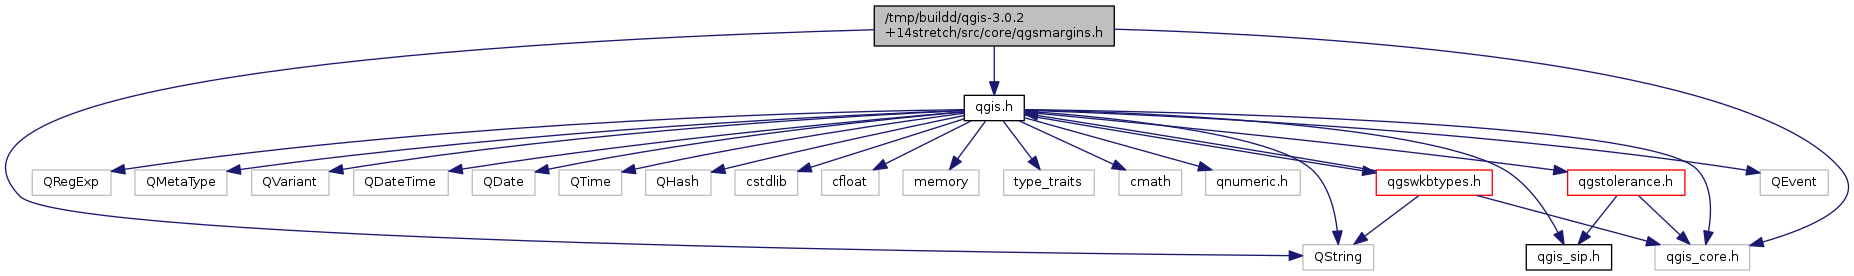 /tmp/buildd/qgis-3.0.2
+14stretch/src/core/qgsmargins.h
qgis.h
QRegExp
QMetaType
QVariant
QDateTime
QDate
QTime
QHash
cstdlib
cfloat
memory
type_traits
cmath
qnumeric.h
qgswkbtypes.h
qgstolerance.h
QEvent
QString
qgis_sip.h
qgis_core.h